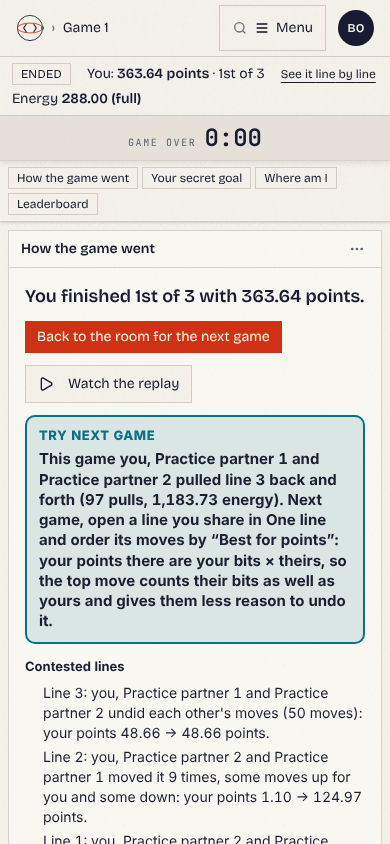 › Game 1
Menu
BO
ENDED
You: 363.64 points · 1st of 3
See it line by line
Energy 288.00 (full)
GAME OVER 0:00
How the game went
Your secret goal
Where am I
Leaderboard
How the game went
You finished 1st of 3 with 363.64 points.
Back to the room for the next game
Watch the replay
TRY NEXT GAME
This game you, Practice partner 1 and
Practice partner 2 pulled line 3 back and
forth (97 pulls, 1,183.73 energy). Next
game, open a line you share in One line
and order its moves by “Best for points”:
your points there are your bits × theirs, so
the top move counts their bits as well as
yours and gives them less reason to undo
it.
Contested lines
Line 3: you, Practice partner 1 and Practice
partner 2 undid each other's moves (50 moves):
your points 48.66 → 48.66 points.
Line 2: you, Practice partner 2 and Practice
partner 1 moved it 9 times, some moves up for
you and some down: your points 1.10 → 124.97
points.
Line 1: you, Practice partner 2 and Practice